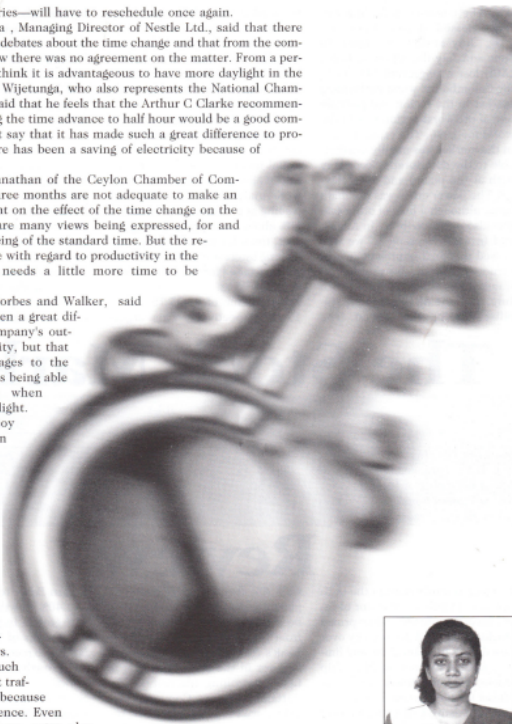 ries—will have to reschedule once again.
a , Managing Director of Nestle Ltd., said that there
debates about the time change and that from the com-
w there was no agreement on the matter. From a per-
think it is advantageous to have more daylight in the
Wijetunga, who also represents the National Cham-
aid that he feels that the Arthur C Clarke recommen-
g the time advance to half hour would be a good com-
t say that it has made such a great difference to pro-
re has been a saving of electricity because of
nathan of the Ceylon Chamber of Com-
ree months are not adequate to make an
nt on the effect of the time change on the
are many views being expressed, for and
eing of the standard time. But the re-
e with regard to productivity in the
needs a little more time to be
orbes and Walker, said
en a great dif-
mpany's out-
ity, but that
ages to the
s being able
when
light.
oy
n
s.
uch
traf-
because
ence. Even